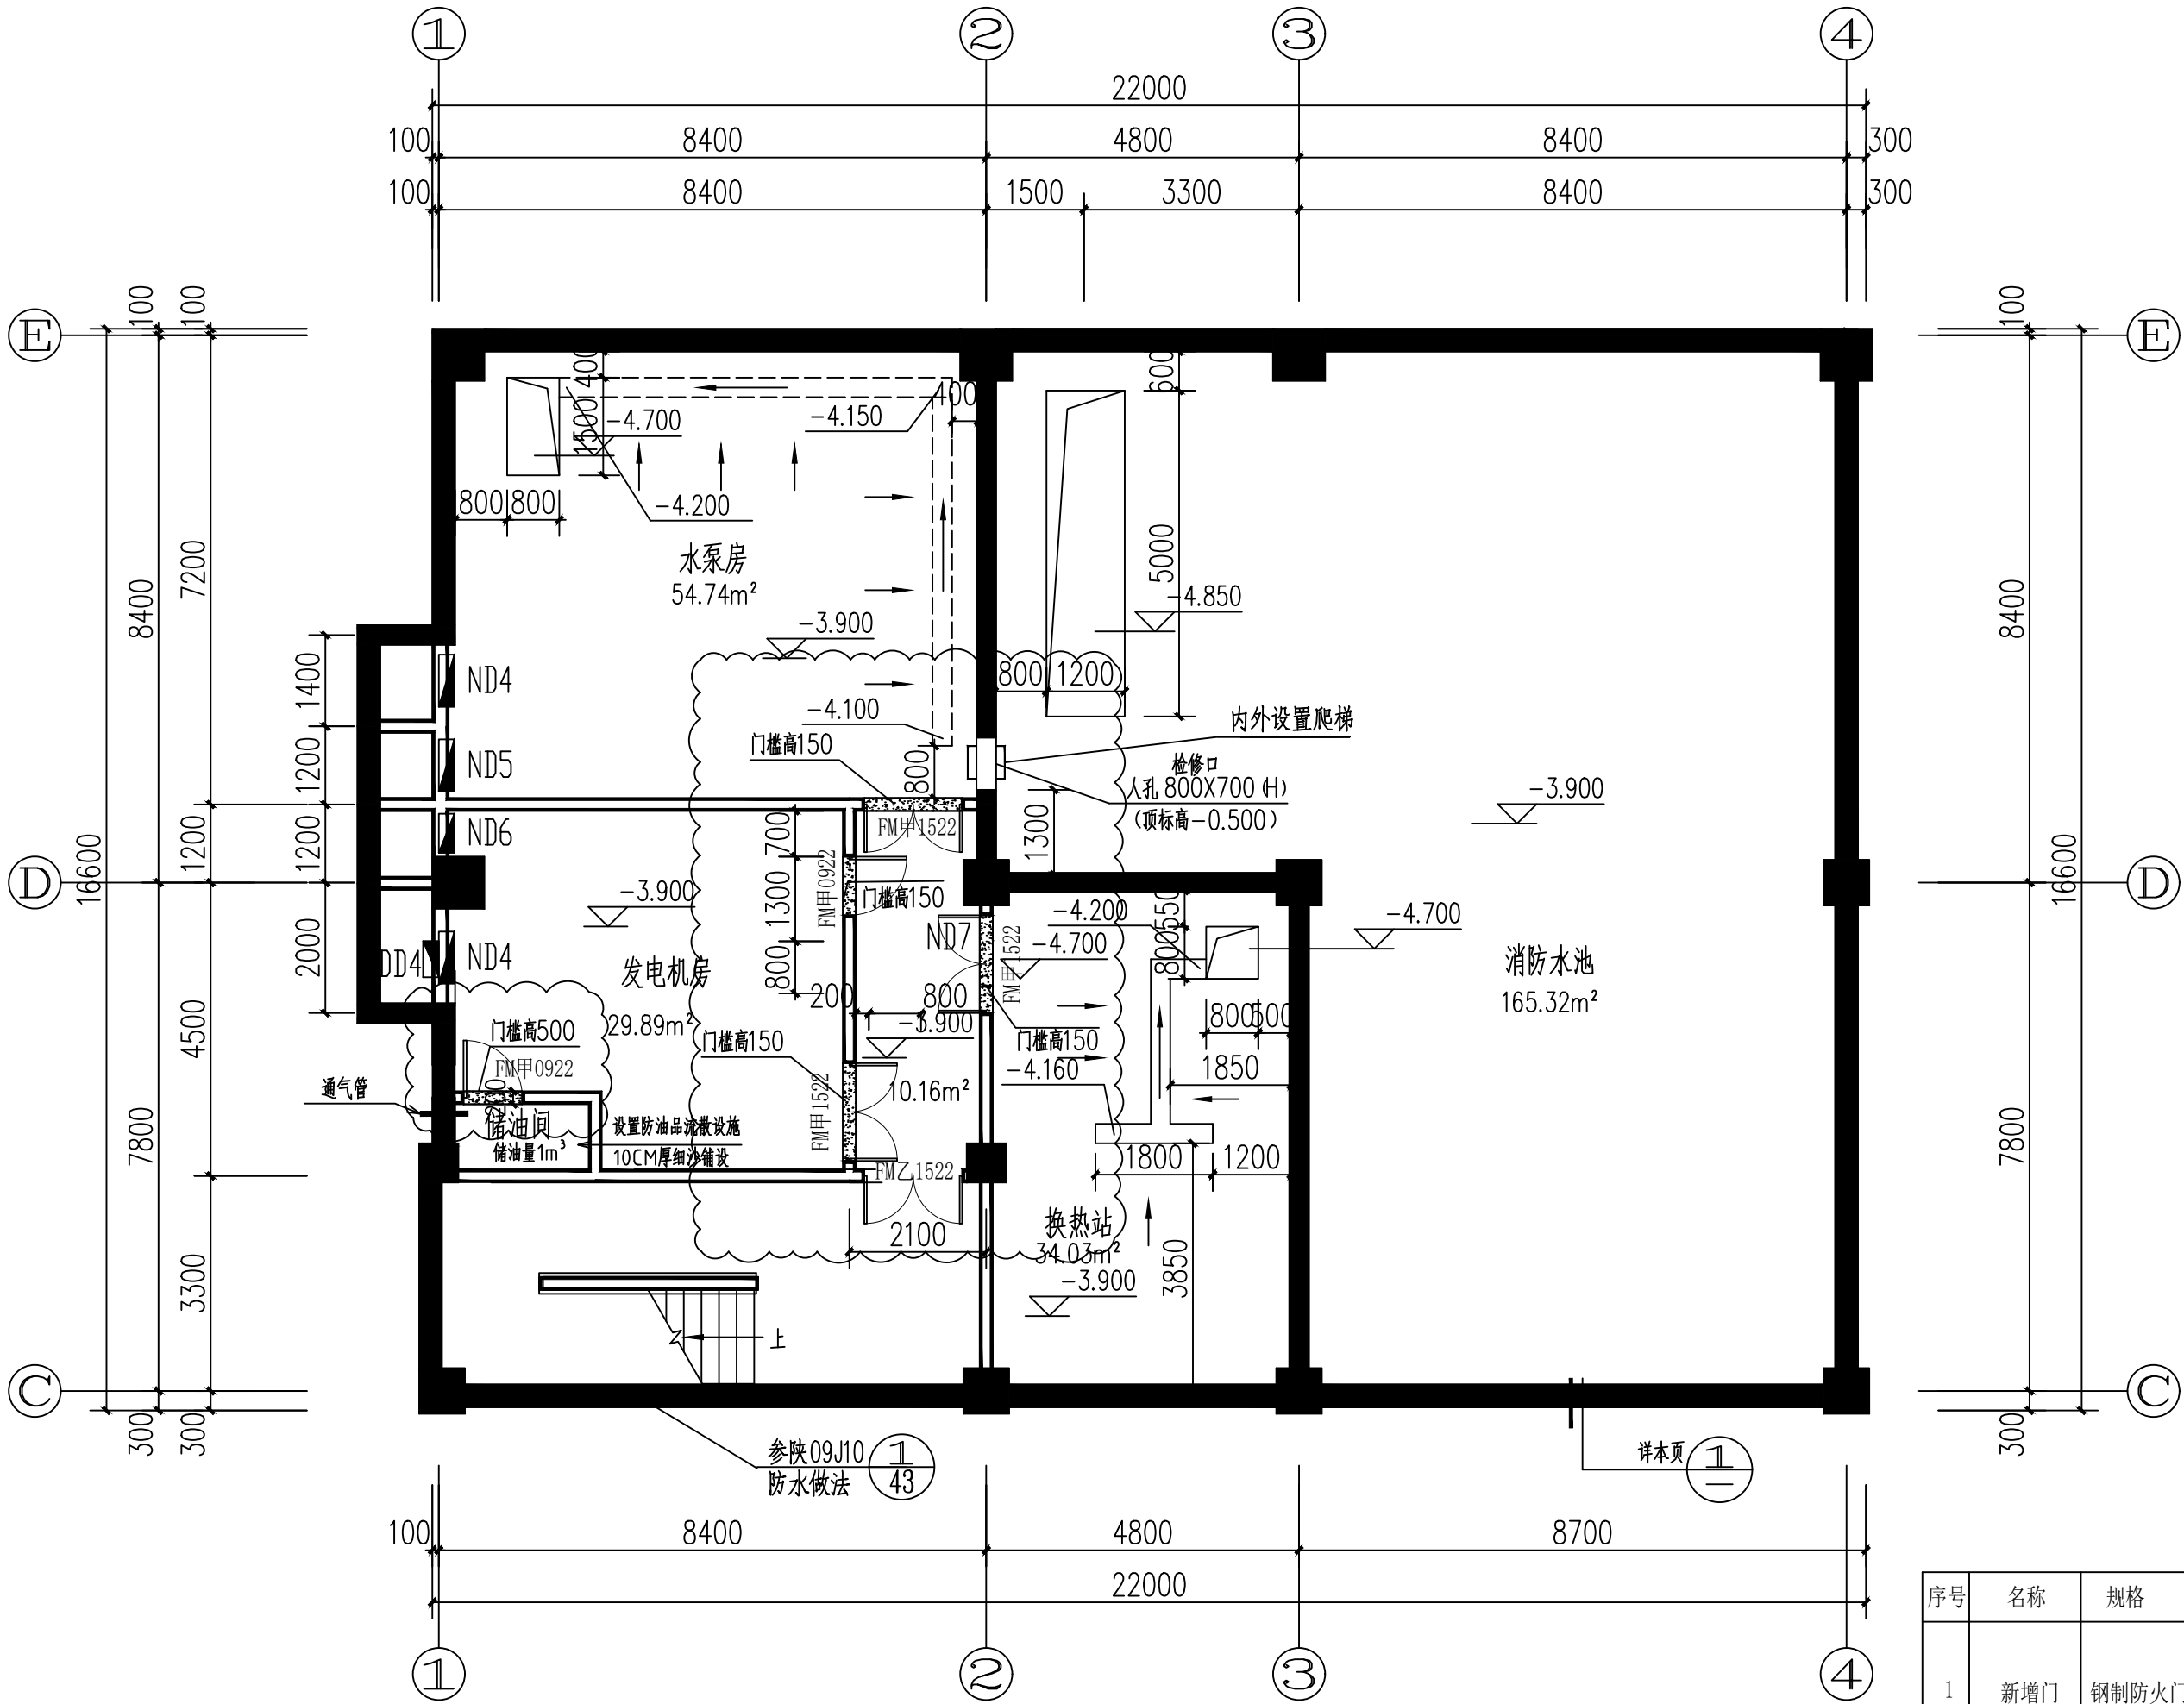 1 2 3 4
22000
100 8400 4800 8400 300
100 8400 1500 3300 8400 300
E
E
100
100
100
400
600
400
1500
-4.700
-4.150
800 800
-4.200
水泵房
54.74m²
7200
8400
5000
8400
-4.850
-3.900
800 1200
1400
ND4
-4.100
内外设置爬梯
门槛高150
ND5
1200
800
检修口
人孔 800X700 (H)
(顶标高-0.500)
-3.900
FM甲1522
ND6
1200
1200
700
1300
16600
16600
D
D
FM甲0922
1300
-3.900
门槛高150
-4.200
550
800
-4.700
ND7
-4.700
FM甲1522
2000
DD4
ND4
发电机房
29.89m²
800
200
800
消防水池
165.32m²
门槛高500
门槛高150
-3.900
门槛高150
800
500
4500
FM甲0922
200
10.16m²
-4.160
1850
通气管
7800
7800
储油间
储油量1m³
设置防油品流散设施
10CM厚细沙铺设
FM甲1522
FM乙1522
1800 1200
换热站
34.03m²
2100
-3.900
3850
3300
上
C
C
300
300
300
参陕09J10
防水做法
1
43
详本页
1
100 8400 4800 8700
22000
1 2 3 4
序号 名称 规格
1 新增门 钢制防火门